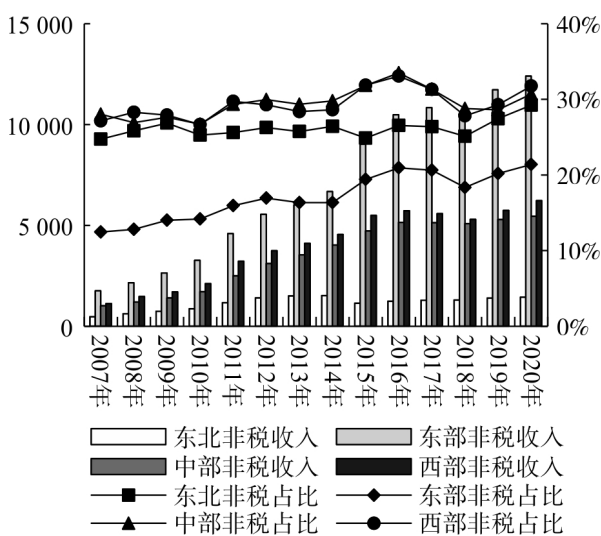 15 000
10 000
5 000
0
40%
30%
20%
10%
0%
2007年
2008年
2009年
2010年
2011年
2012年
2013年
2014年
2015年
2016年
2017年
2018年
2019年
2020年
东北非税收入 东部非税收入
中部非税收入 西部非税收入
东北非税占比 东部非税占比
中部非税占比 西部非税占比